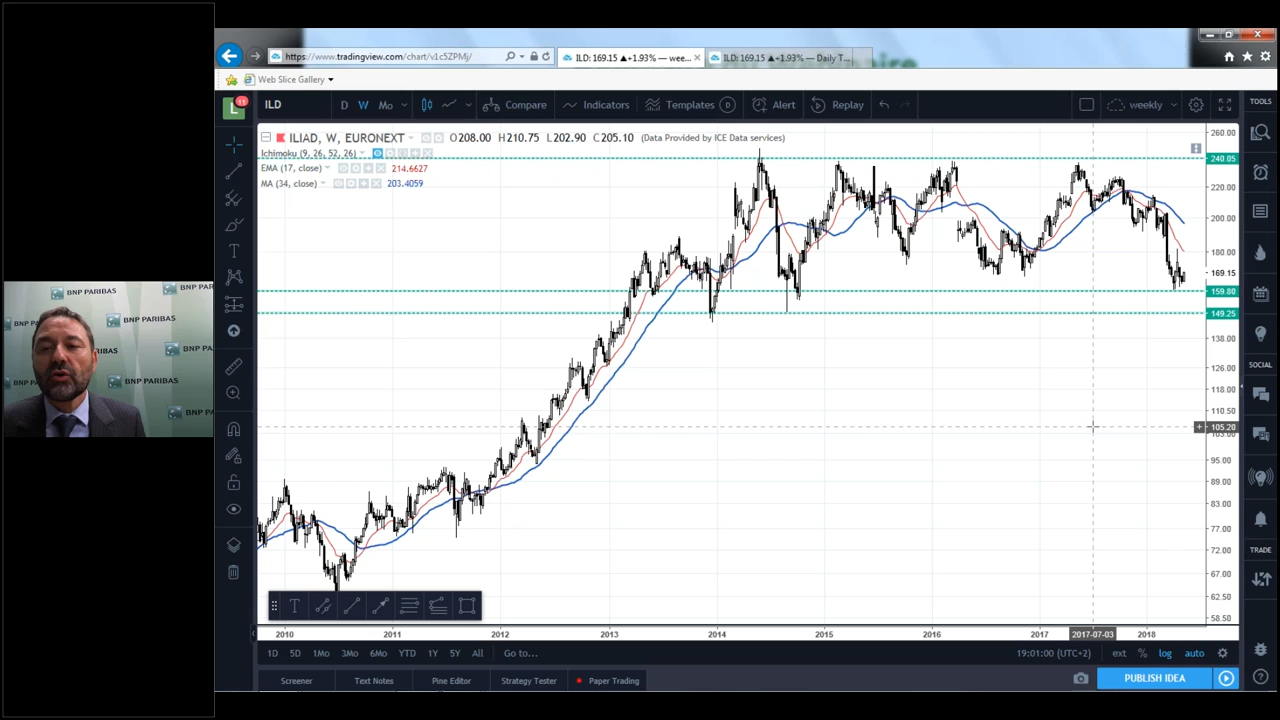 https://www.tradingview.com/chart/v1c5ZPMj/
ILD: 169.15 ▲+1.93% — wee...
ILD: 169.15 ▲+1.93% — Daily T...
Web Slice Gallery
11
L
ILD
D W Mo
Compare
Indicators
Templates
D
Alert
Replay
weekly
TOOLS
ILIAD, W, EURONEXT
O208.00 H210.75 L202.90 C205.10 (Data Provided by ICE Data services)
Ichimoku (9, 26, 52, 26)
EMA (17, close)
214.6627
MA (34, close)
203.4059
260.00
240.05
220.00
200.00
180.00
169.15
159.80
149.25
138.00
126.00
118.00
110.50
105.20
103.00
95.00
89.00
83.00
77.00
72.00
67.00
62.50
58.50
SOCIAL
TRADE
BNP PARIBAS
BNP PARIBAS
BNP PARIBAS
BNP PARIBAS
2010 2011 2012 2013 2014 2015 2016 2017 2017-07-03 2018
1D 5D 1Mo 3Mo 6Mo YTD 1Y 5Y All Go to...
19:01:00 (UTC+2) ext % log auto
Screener Text Notes Pine Editor Strategy Tester Paper Trading
PUBLISH IDEA